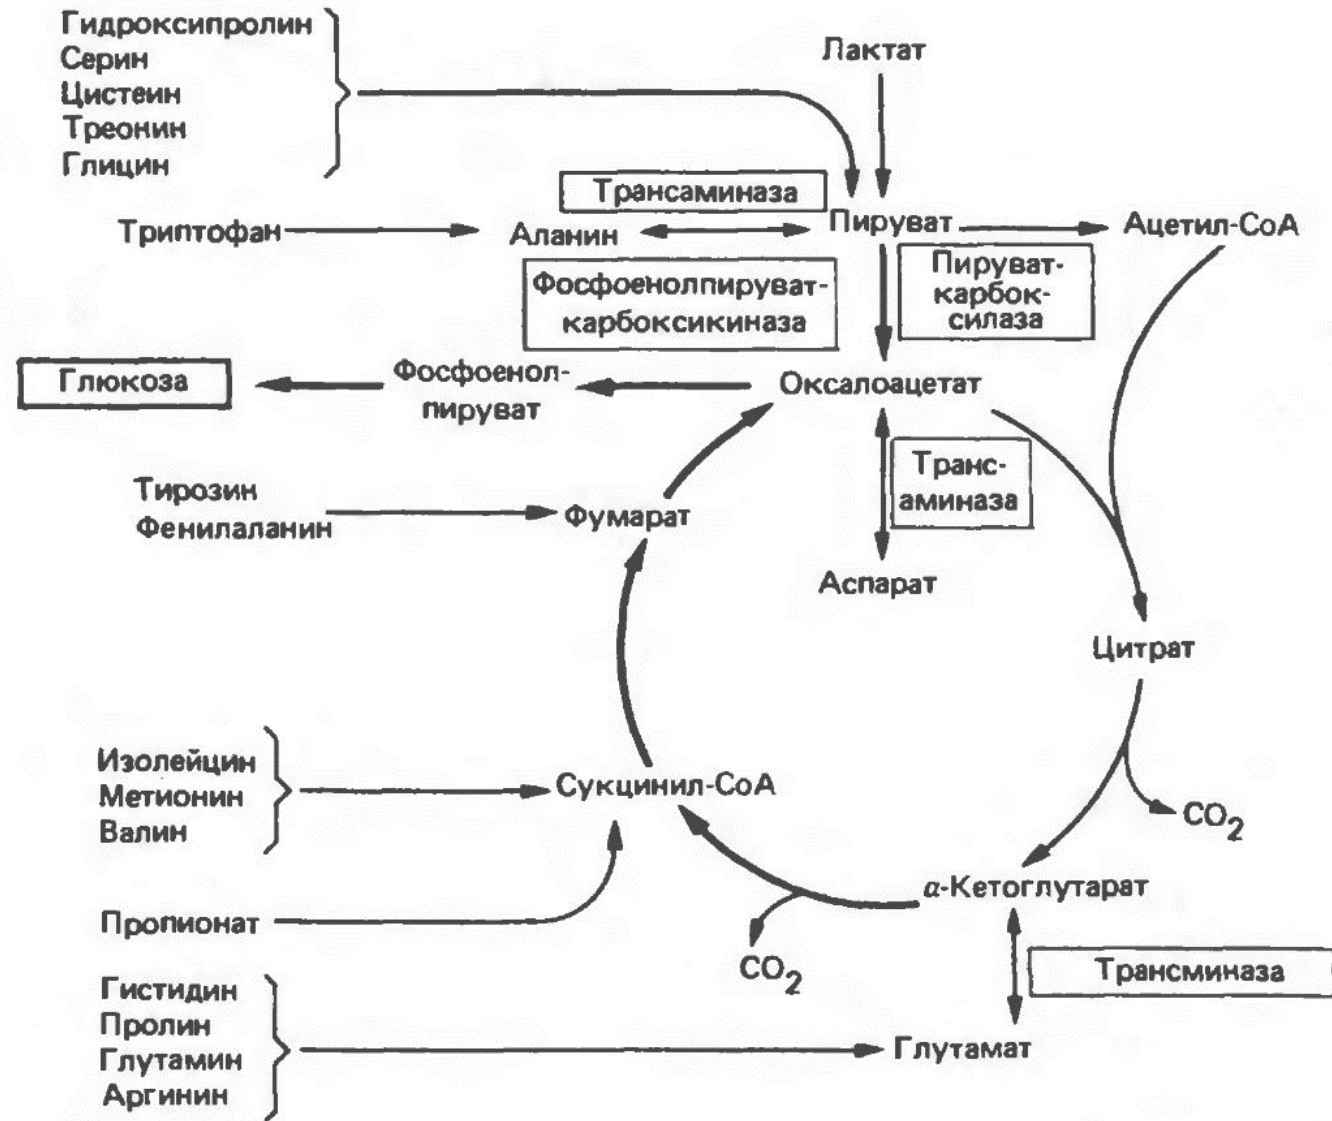 Гидроксипролин
Серин
Цистеин
Треонин
Глицин
Лактат
Трансаминаза
Триптофан
Аланин
Пируват
Ацетил-СоА
Фосфоенолпируват-
карбоксикиназа
Пируват-
карбок-
силаза
Глюкоза
Фосфоенол-
пируват
Оксалоацетат
Транс-
аминаза
Тирозин
Фенилаланин
Фумарат
Аспарат
Цитрат
Изолейцин
Метионин
Валин
Сукцинил-СоА
CO2
α-Кетоглутарат
Пропионат
CO2
Трансминаза
Гистидин
Пролин
Глутамин
Аргинин
Глутамат